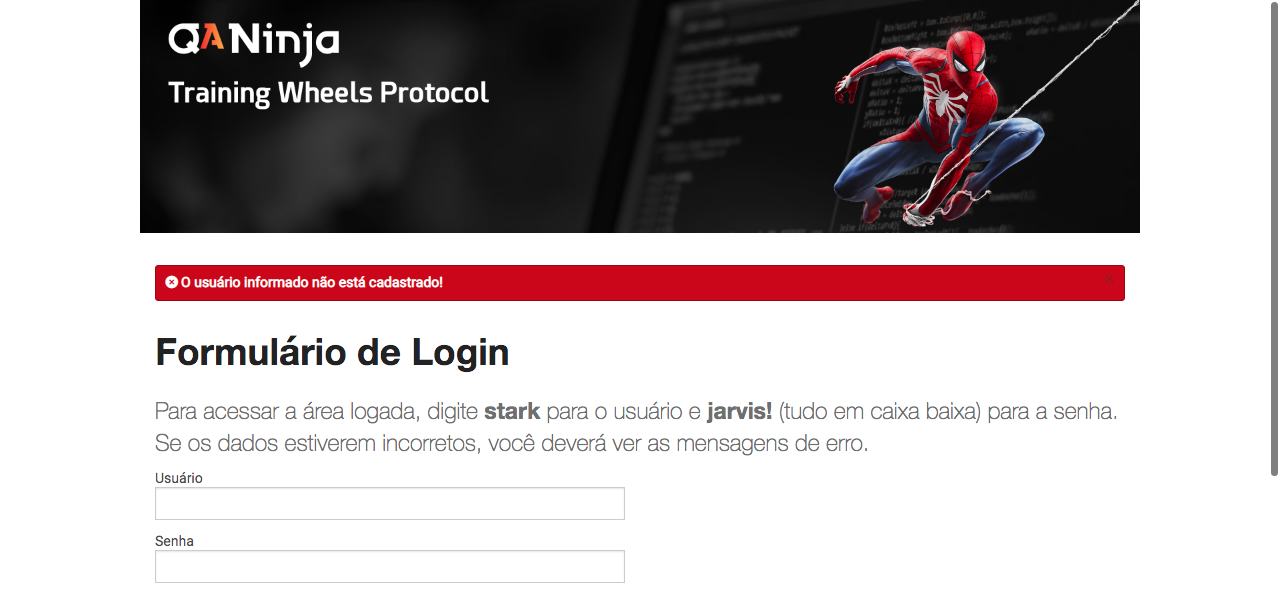 QANinja
Training Wheels Protocol
O usuário informado não está cadastrado!
×
Formulário de Login
Para acessar a área logada, digite stark para o usuário e jarvis! (tudo em caixa baixa) para a senha.
Se os dados estiverem incorretos, você deverá ver as mensagens de erro.
Usuário
Senha